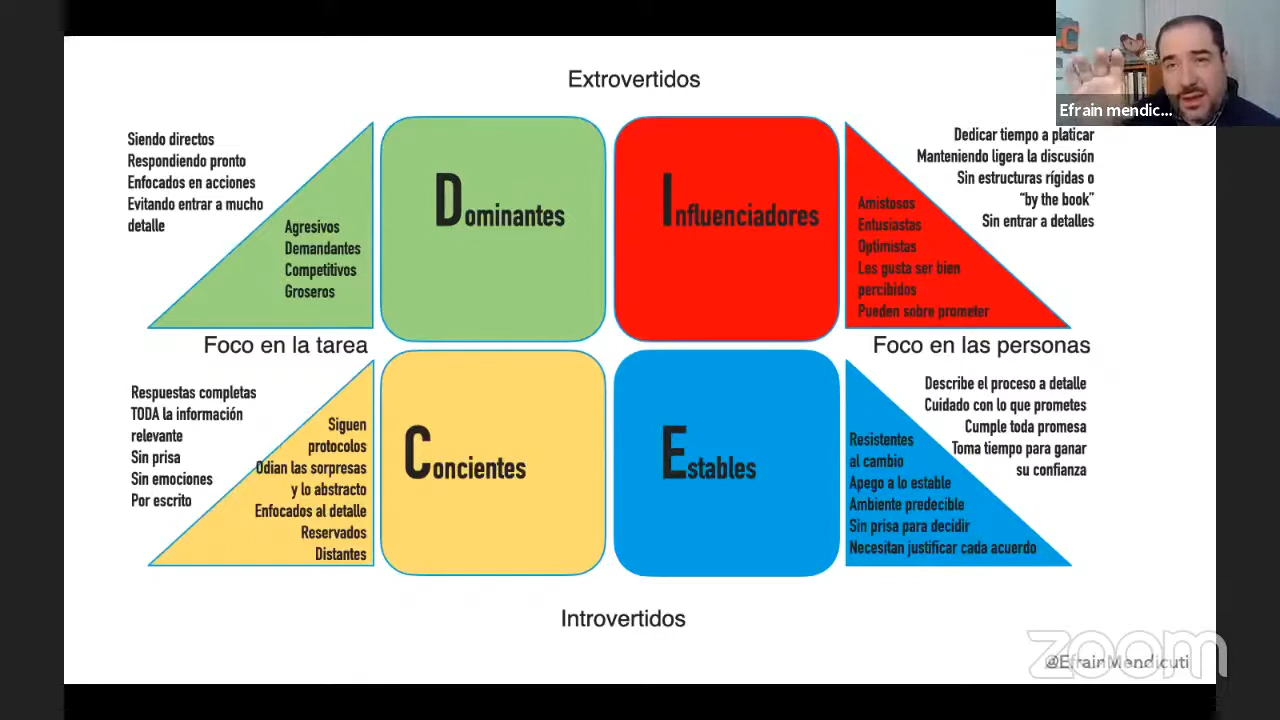 Extrovertidos
Efrain mendic...
Siendo directos
Respondiendo pronto
Enfocados en acciones
Evitando entrar a mucho
detalle
Agresivos
Demandantes
Competitivos
Groseros
Dominantes
Influenciadores
Amistosos
Entusiastas
Optimistas
Les gusta ser bien
percibidos
Pueden sobre prometer
Dedicar tiempo a platicar
Manteniendo ligera la discusión
Sin estructuras rígidas o
“by the book”
Sin entrar a detalles
Foco en la tarea
Foco en las personas
Respuestas completas
TODA la información
relevante
Sin prisa
Sin emociones
Por escrito
Siguen
protocolos
Odian las sorpresas
y lo abstracto
Enfocados al detalle
Reservados
Distantes
Concientes
Estables
Resistentes
al cambio
Apego a lo estable
Ambiente predecible
Sin prisa para decidir
Necesitan justificar cada acuerdo
Describe el proceso a detalle
Cuidado con lo que prometes
Cumple toda promesa
Toma tiempo para ganar
su confianza
Introvertidos
zoom
@EfrainMendicuti